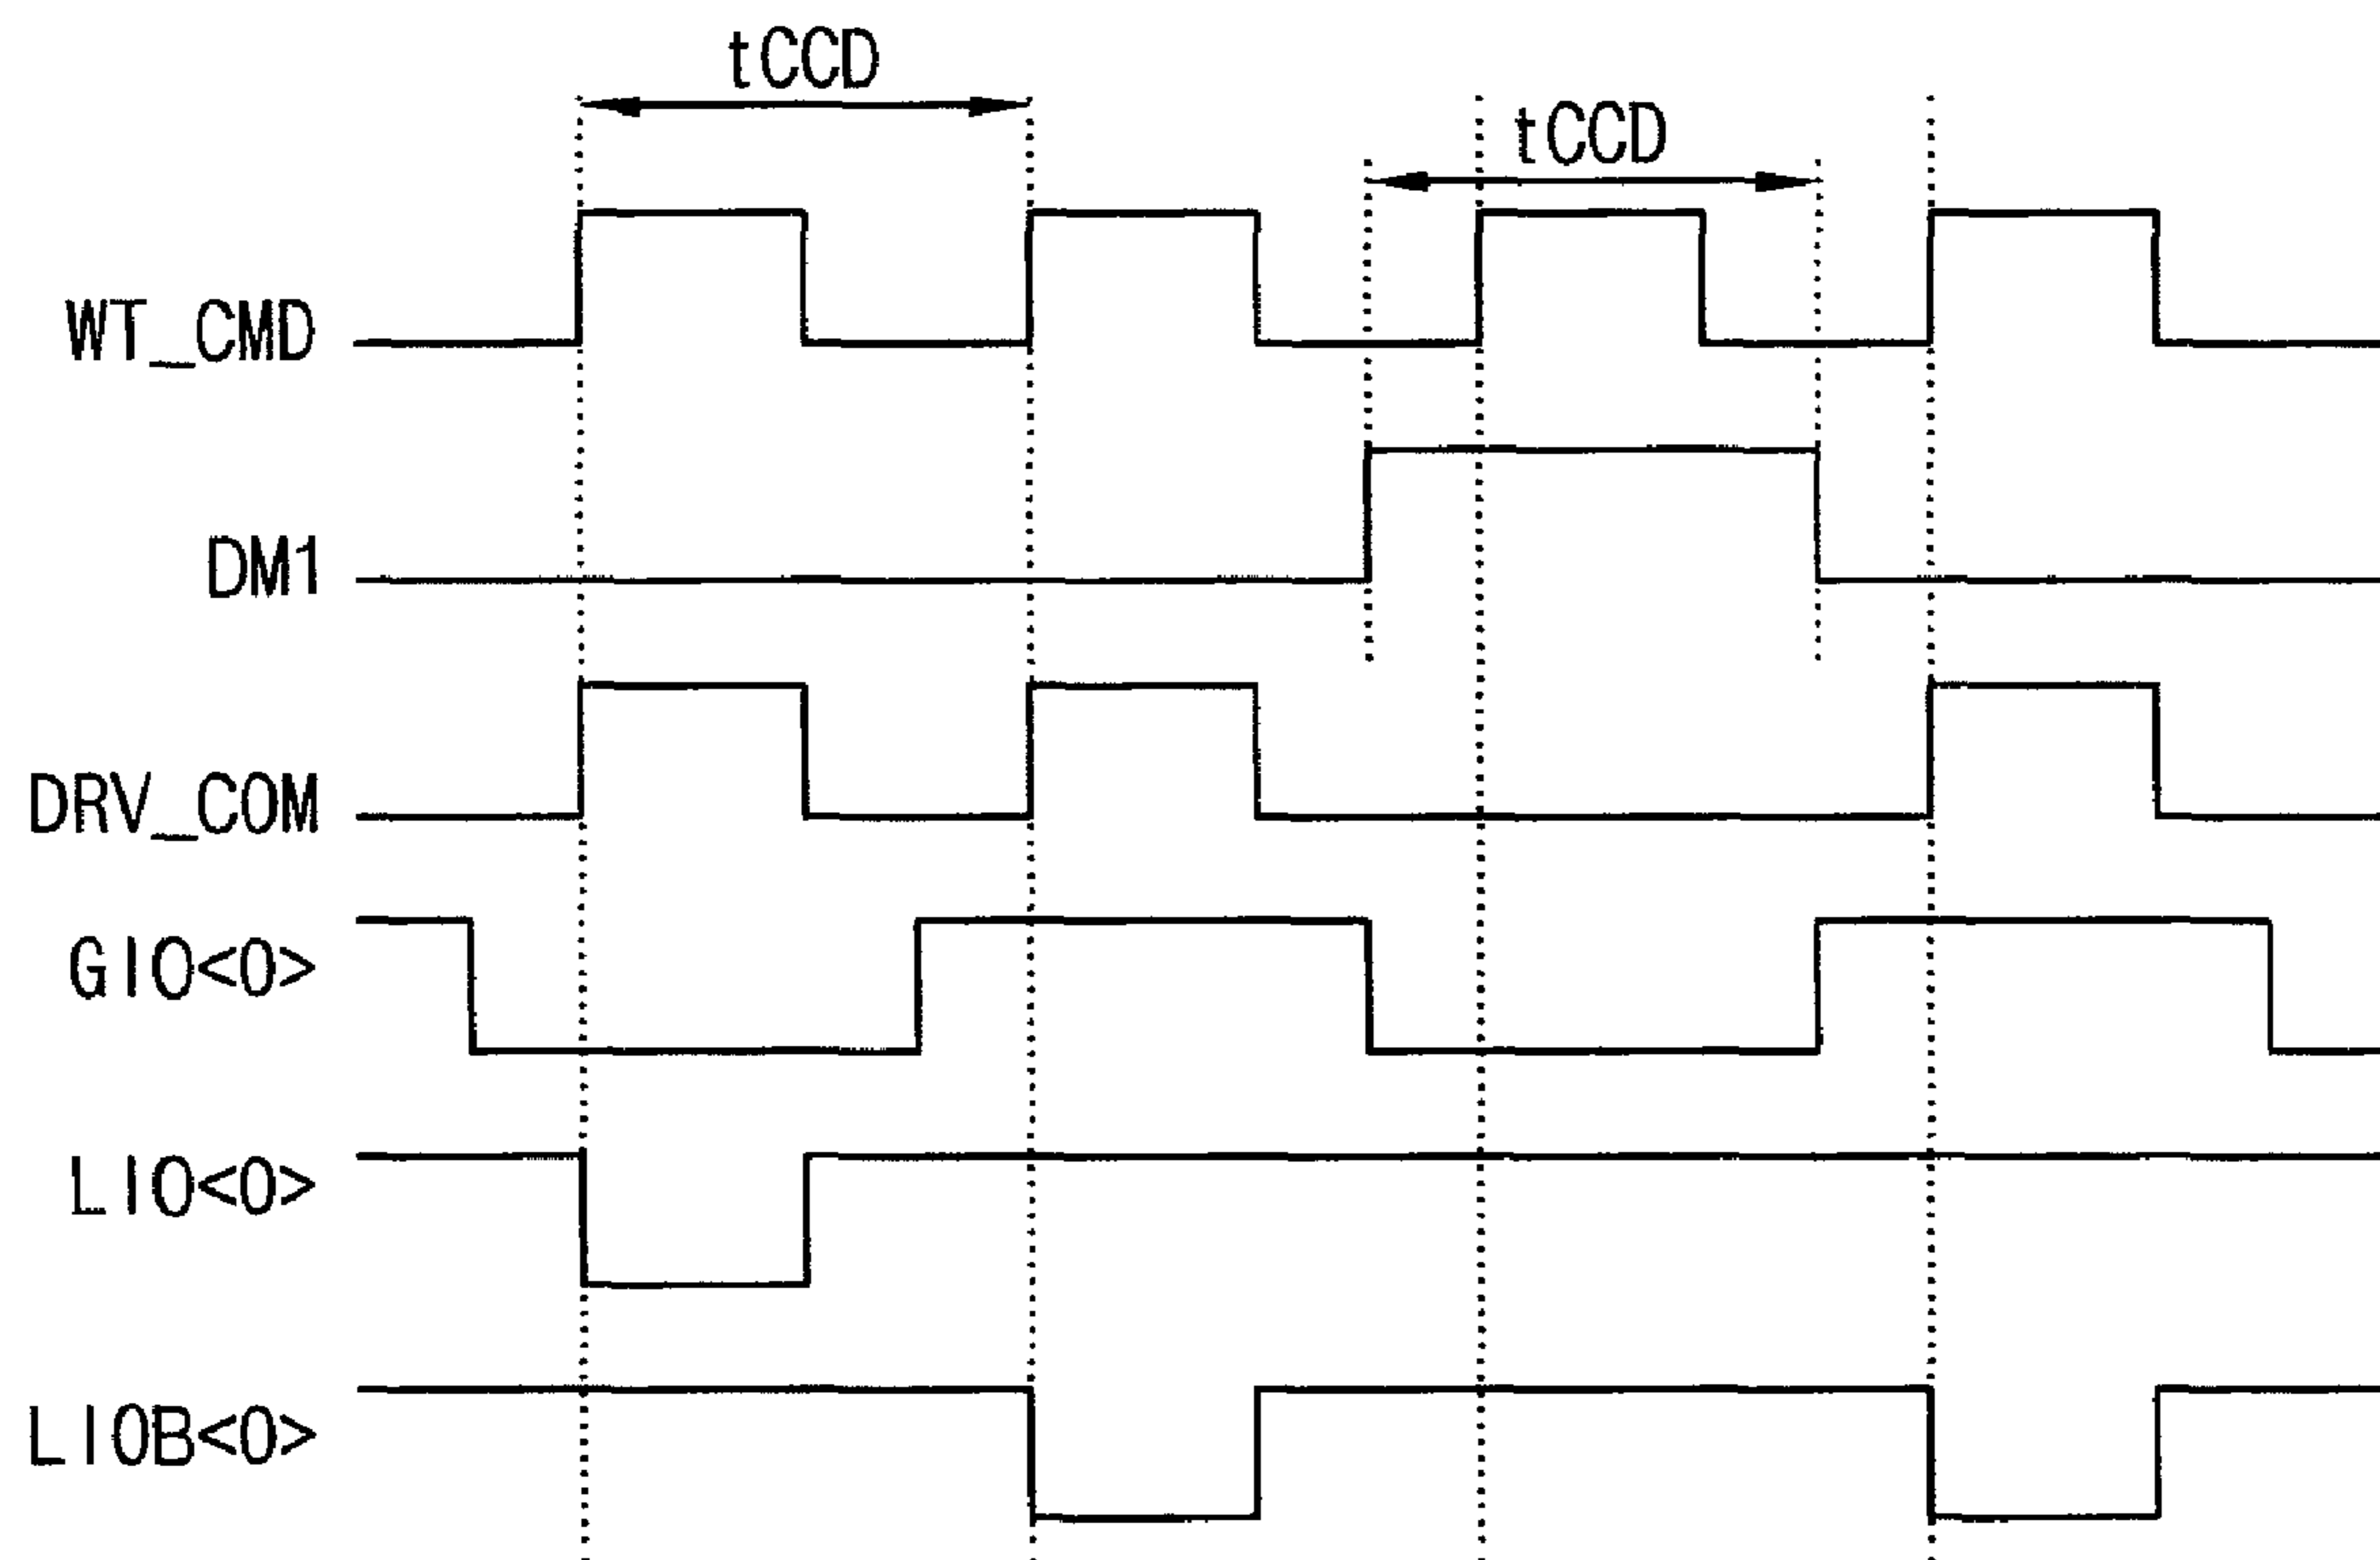 tCCD
tCCD
WT_CMD
DM1
DRV_COM
GIO<0>
LIO<0>
LIOB<0>